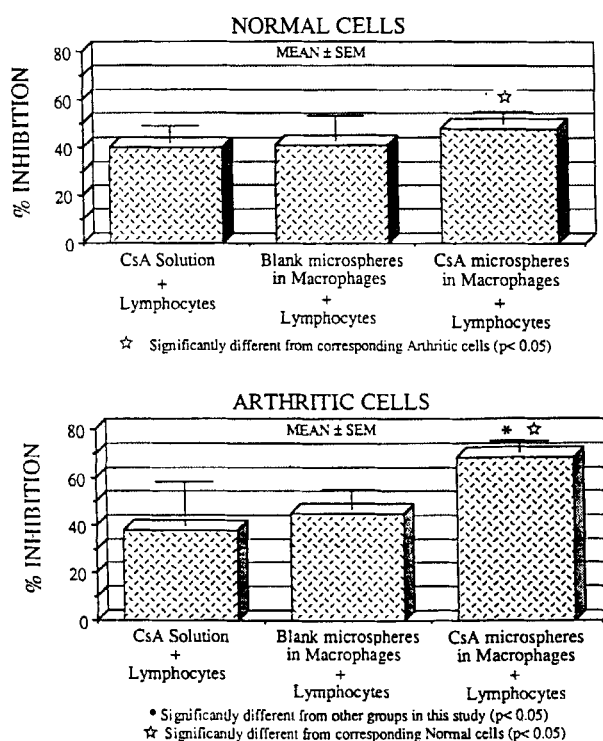 NORMAL CELLS
MEAN ± SEM
% INHIBITION
80
60
40
20
0
☆
CsA Solution
+
Lymphocytes
Blank microspheres
in Macrophages
+
Lymphocytes
CsA microspheres
in Macrophages
+
Lymphocytes
☆ Significantly different from corresponding Arthritic cells (p< 0.05)
ARTHRITIC CELLS
MEAN ± SEM
% INHIBITION
80
60
40
20
0
* ☆
CsA Solution
+
Lymphocytes
Blank microspheres
in Macrophages
+
Lymphocytes
CsA microspheres
in Macrophages
+
Lymphocytes
• Significantly different from other groups in this study (p< 0.05)
☆ Significantly different from corresponding Normal cells (p< 0.05)